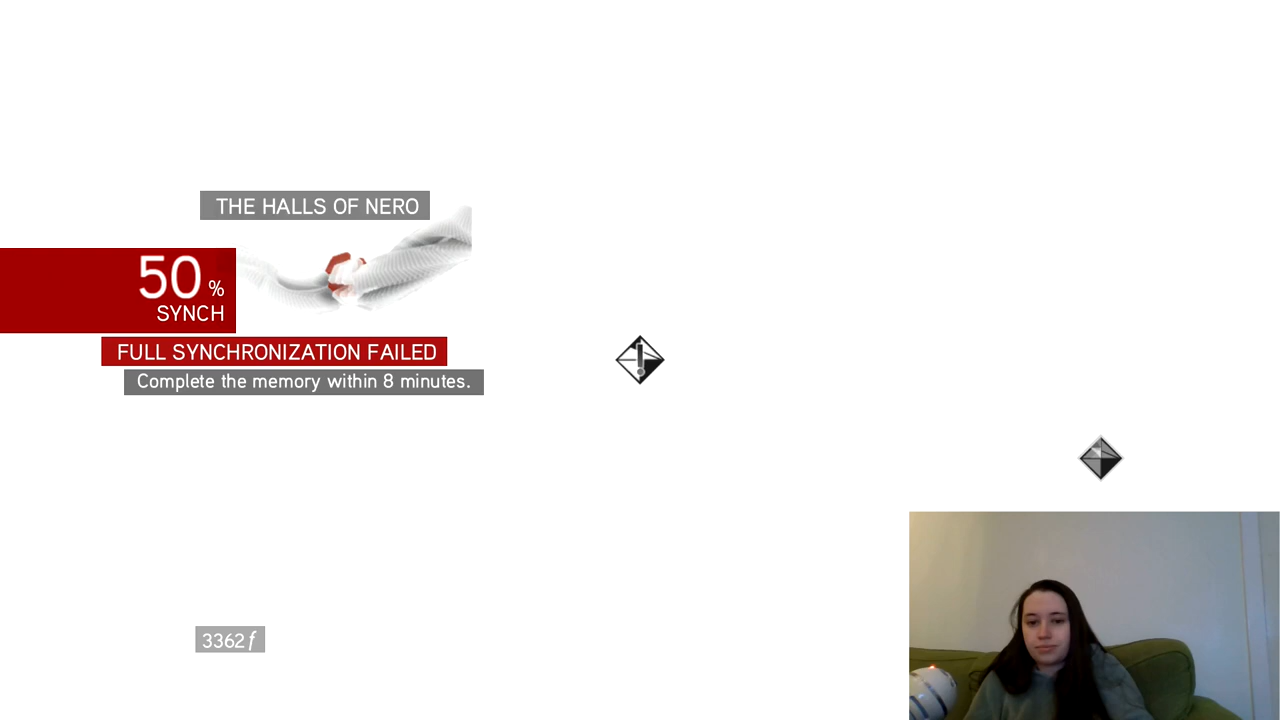 THE HALLS OF NERO
50 %
SYNCH
FULL SYNCHRONIZATION FAILED
Complete the memory within 8 minutes.
3362 ƒ